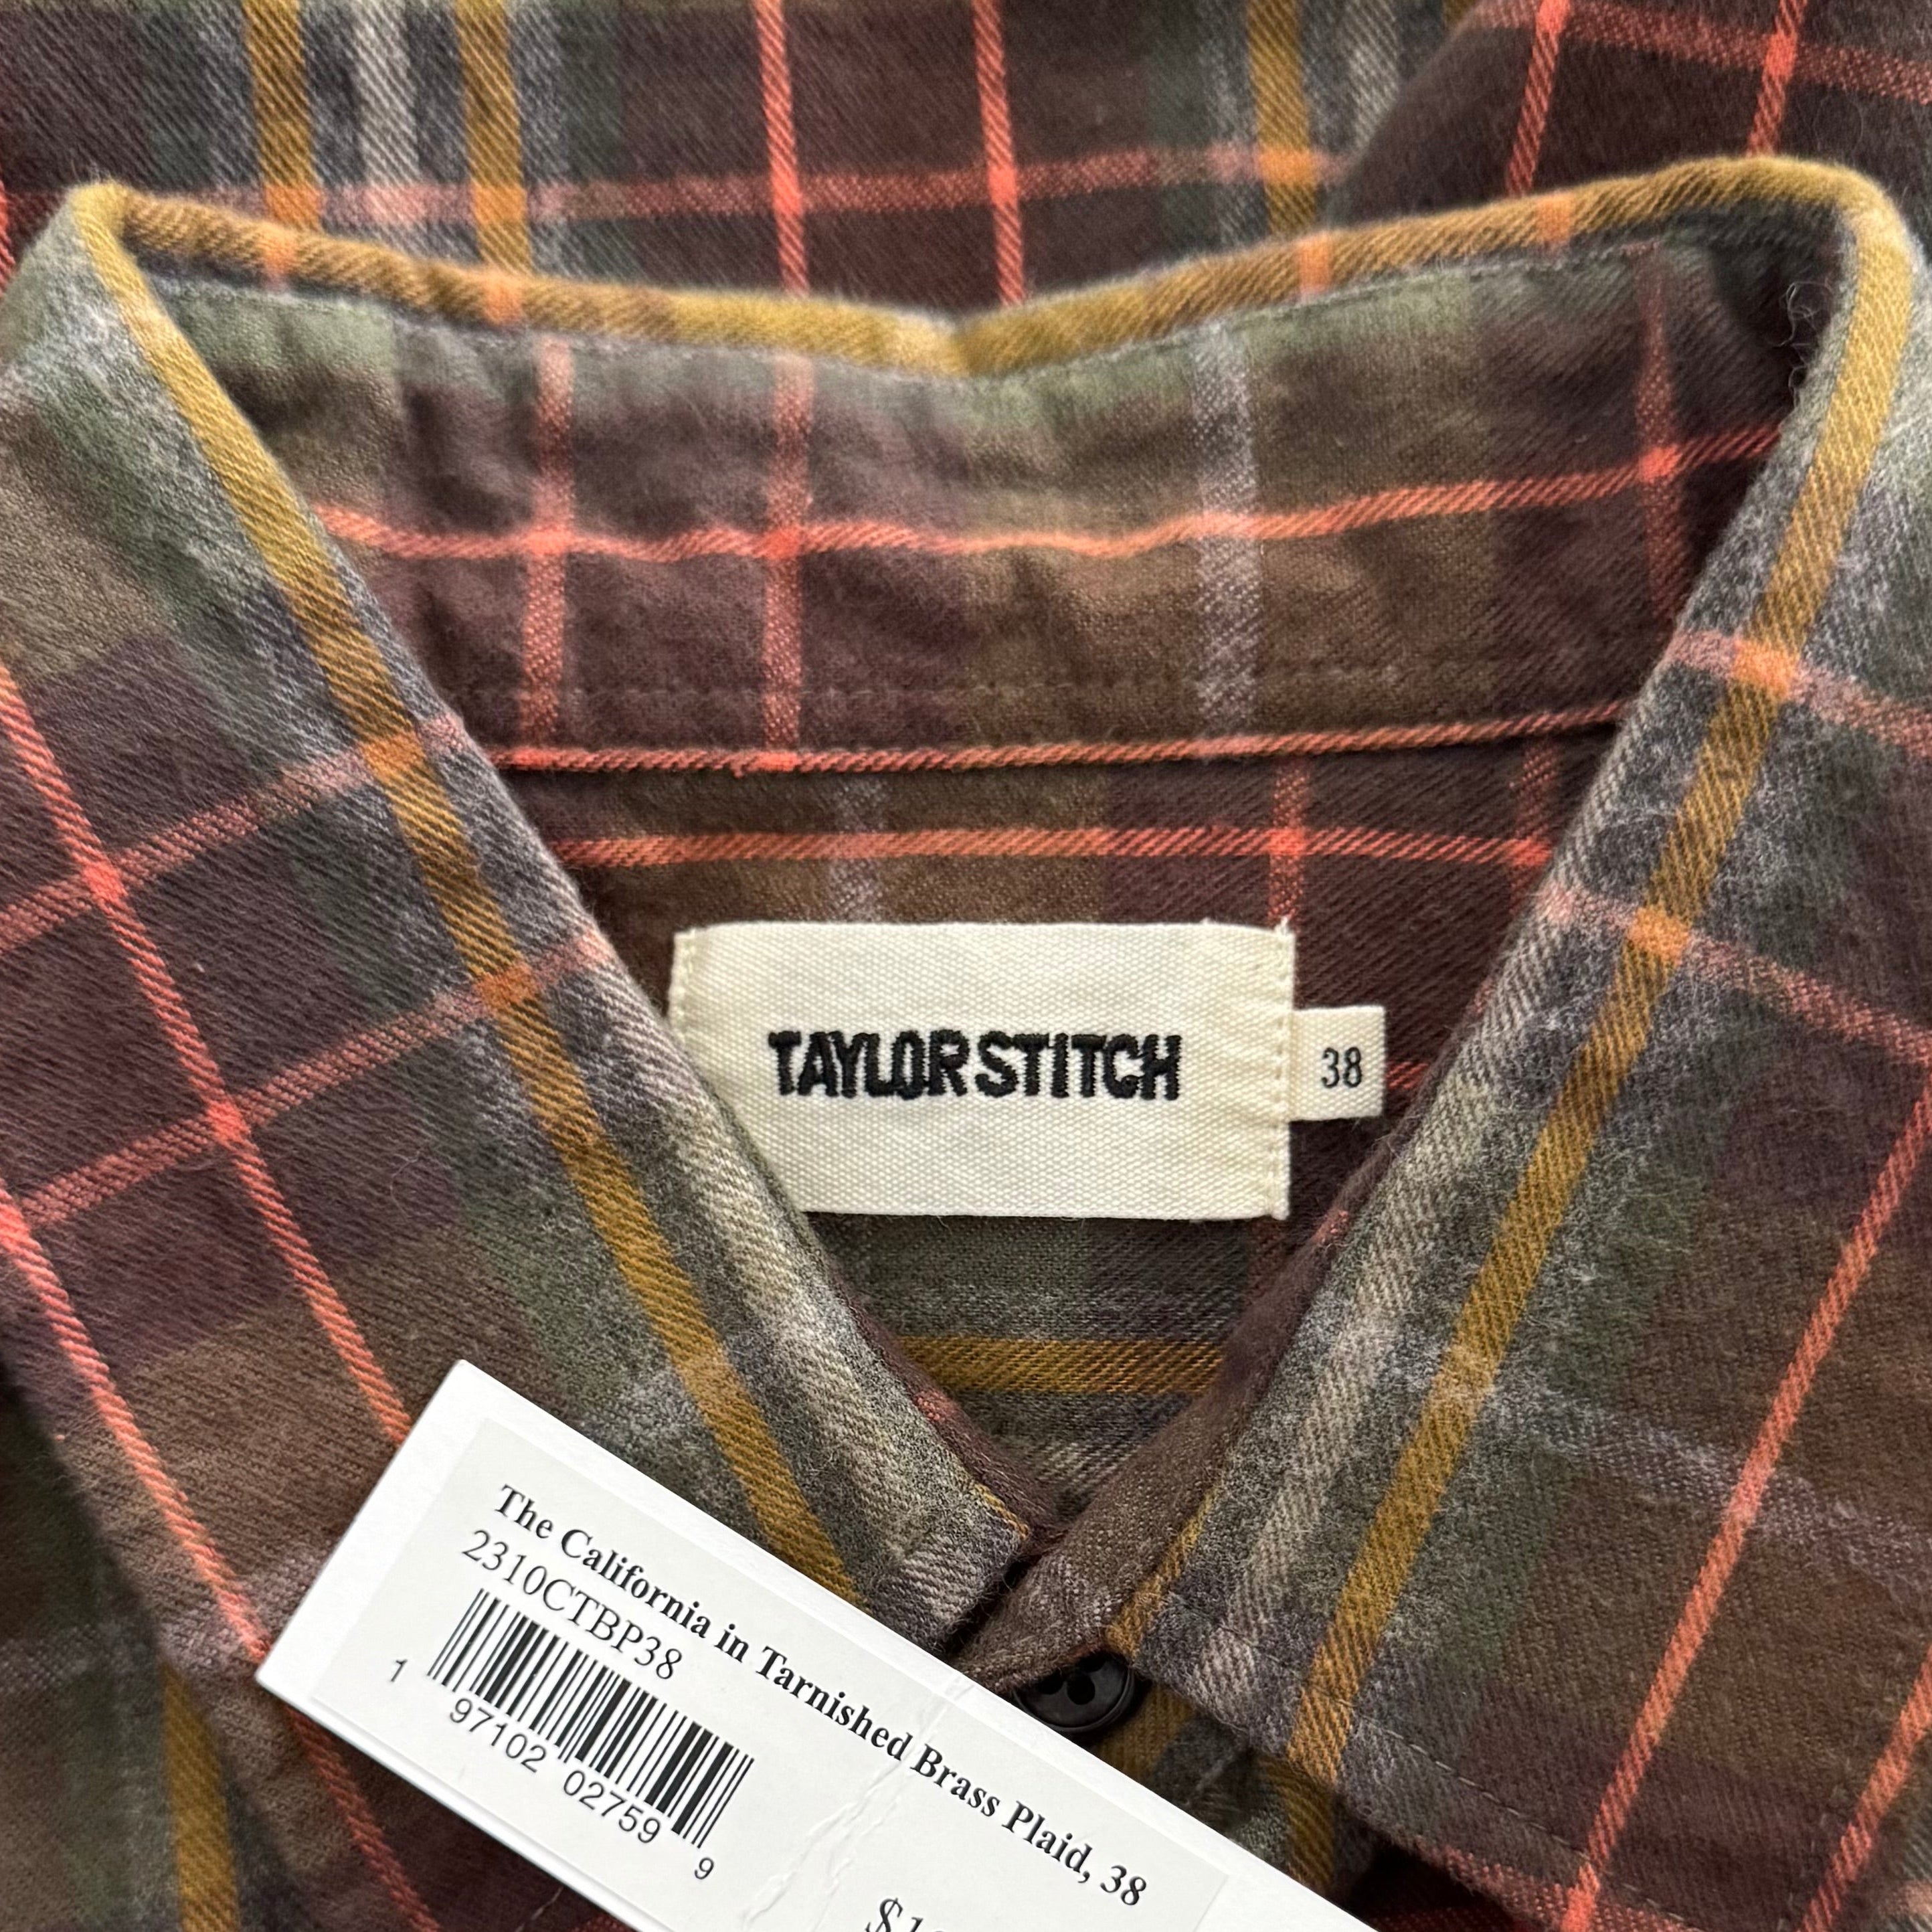 TAYLOR STITCH
38
The California in Tarnished Brass Plaid, 38
2310CTBP38
1 97102 02759 9